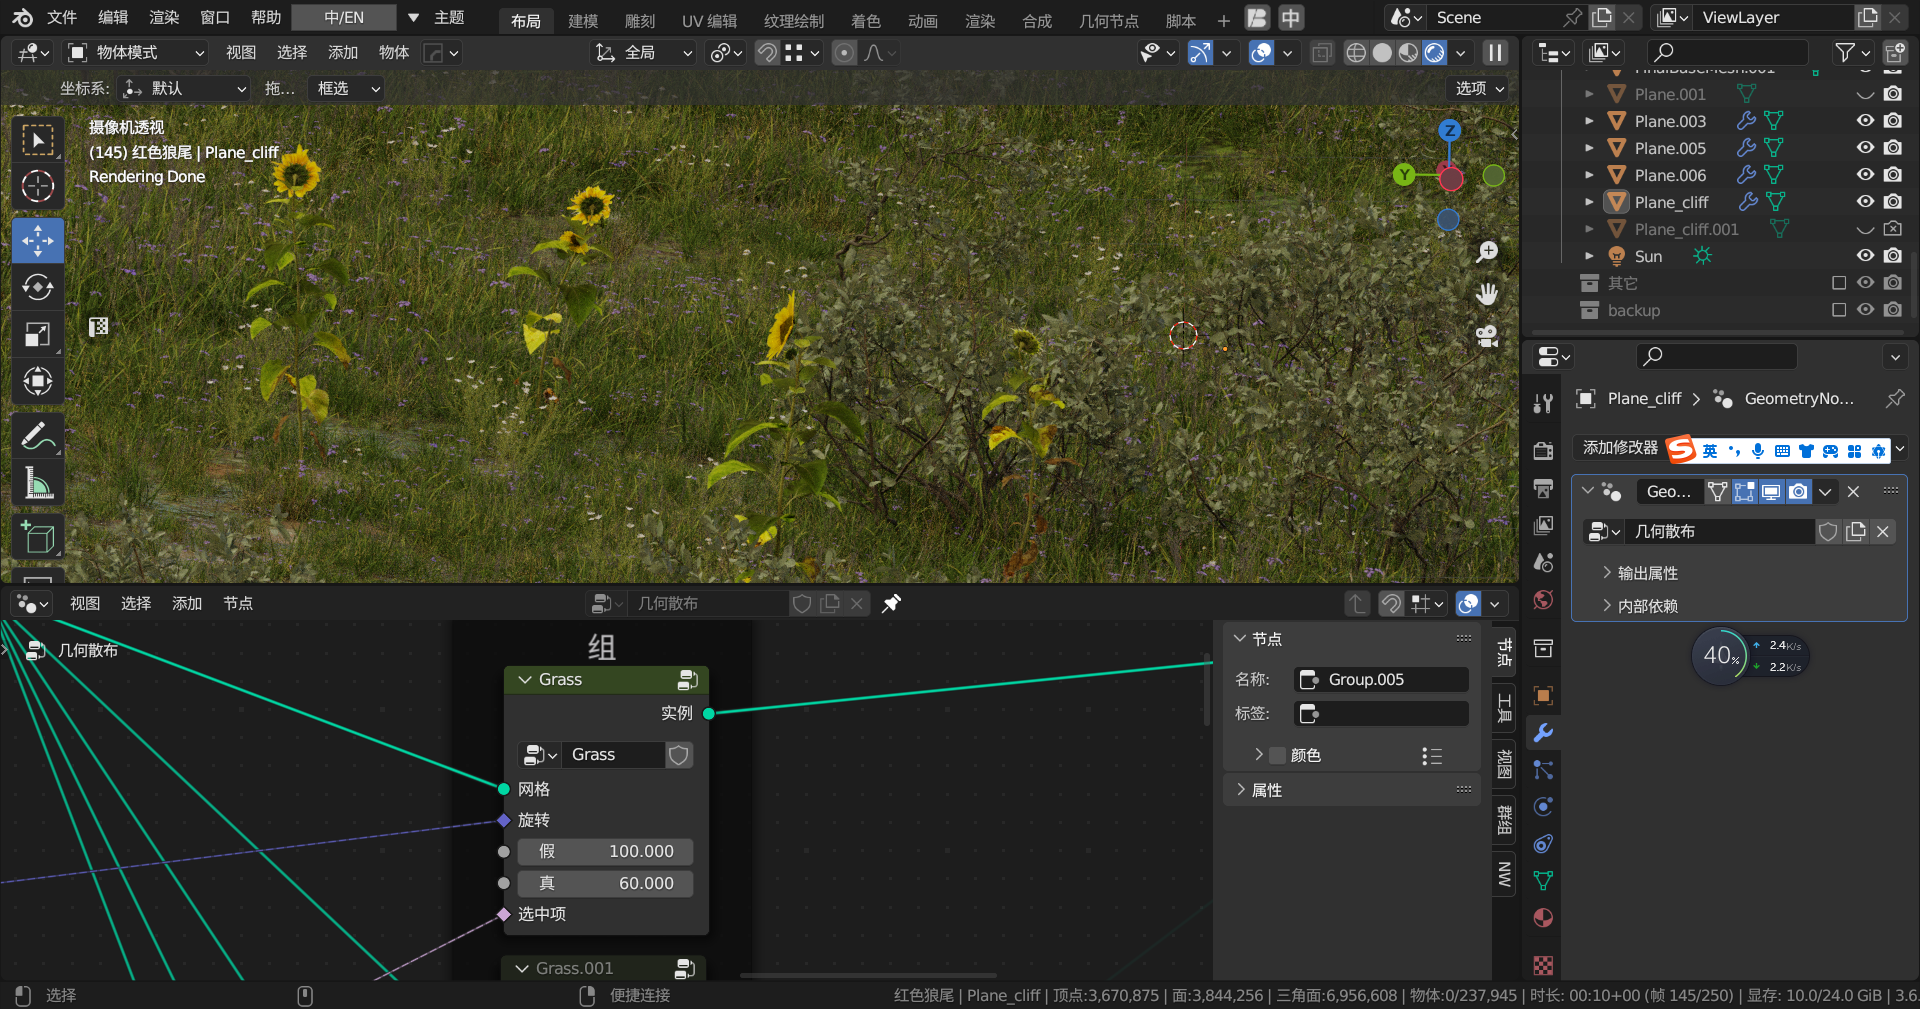 文件 编辑 渲染 窗口 帮助 中/EN 主题 布局 建模 雕刻 UV 编辑 纹理绘制 着色 动画 渲染 合成 几何节点 脚本 + 中 Scene ViewLayer
物体模式 视图 选择 添加 物体 全局
坐标系: 默认 拖... 框选 选项
摄像机透视
(145) 红色狼尾 | Plane_cliff
Rendering Done
Z
Y
FinalBaseMesh.001
Plane.001
Plane.003
Plane.005
Plane.006
Plane_cliff
Plane_cliff.001
Sun
其它
backup
Plane_cliff GeometryNo...
添加修改器 英
Geo...
几何散布
输出属性
内部依赖
40%
2.4K/s
2.2K/s
视图 选择 添加 节点 几何散布
几何散布
组
Grass
实例
Grass
网格
旋转
假 100.000
真 60.000
选中项
Grass.001
节点
名称: Group.005
标签:
颜色
属性
节点
工具
视图
群组
NW
选择 便捷连接 红色狼尾 | Plane_cliff | 顶点:3,670,875 | 面:3,844,256 | 三角面:6,956,608 | 物体:0/237,945 | 时长: 00:10+00 (帧 145/250) | 显存: 10.0/24.0 GiB | 3.6.